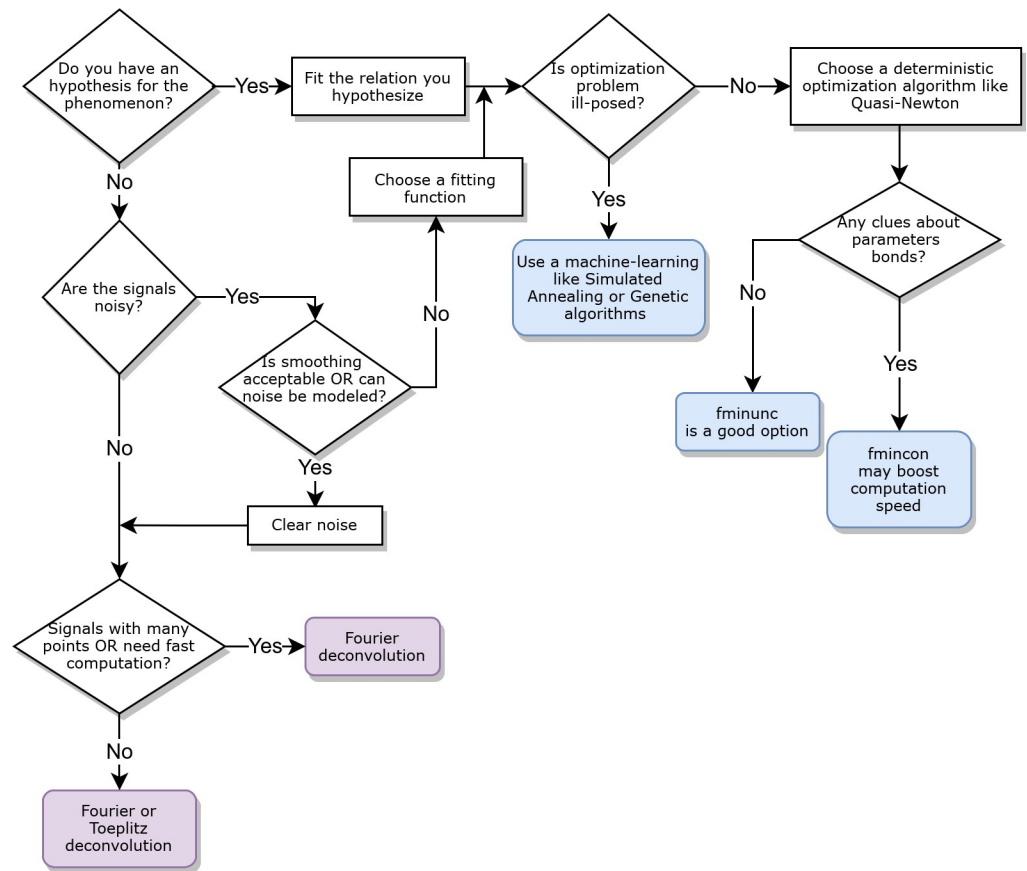 Do you have an
hypothesis for the
phenomenon?
Yes
Fit the relation you
hypothesize
Is optimization
problem
ill-posed?
No
Choose a deterministic
optimization algorithm like
Quasi-Newton
No
Choose a fitting
function
Yes
Any clues about
parameters
bonds?
Are the signals
noisy?
Yes
Use a machine-learning
like Simulated
Annealing or Genetic
algorithms
No
No
Is smoothing
acceptable OR can
noise be modeled?
Yes
fminunc
is a good option
No
fmincon
may boost
computation
speed
Yes
Clear noise
Signals with many
points OR need fast
computation?
Yes
Fourier
deconvolution
No
Fourier or
Toeplitz
deconvolution